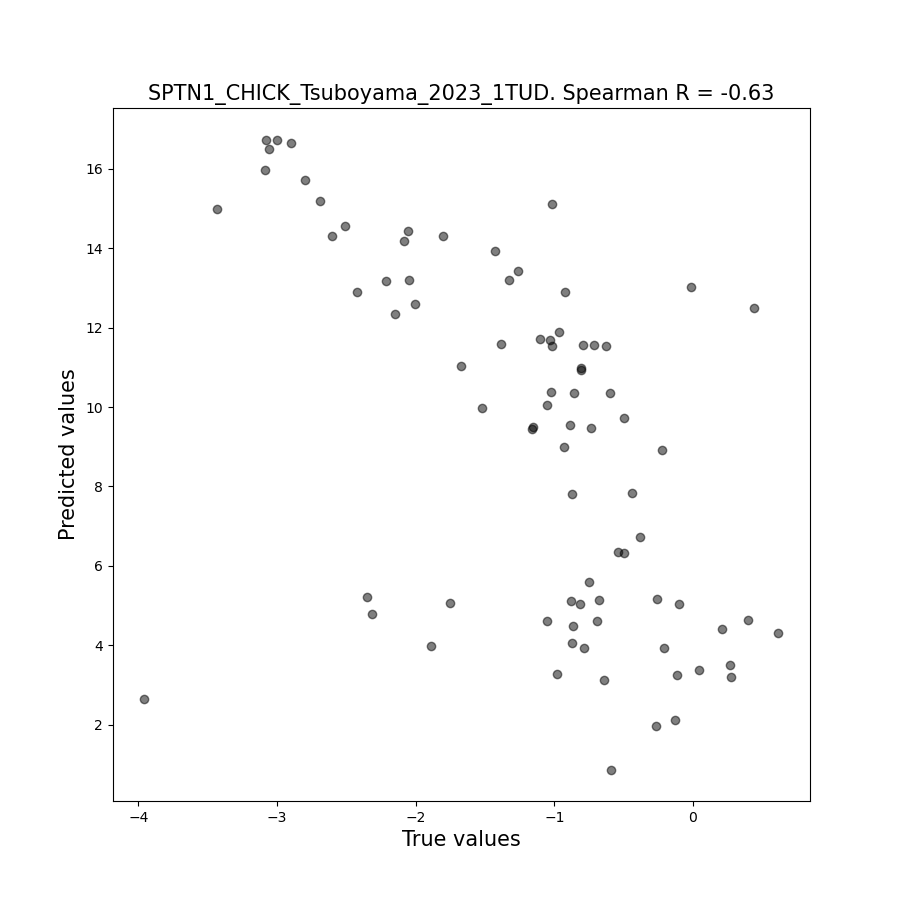 SPTN1_CHICK_Tsuboyama_2023_1TUD. Spearman R = -0.63
Predicted values
16
14
12
10
8
6
4
2
−4 −3 −2 −1 0
True values